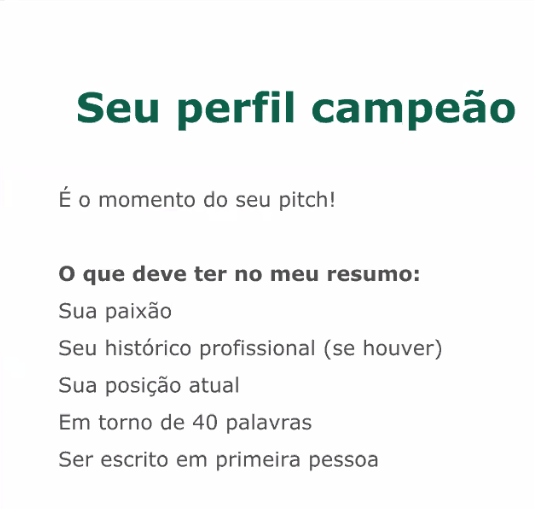 Seu perfil campeão
É o momento do seu pitch!
O que deve ter no meu resumo:
Sua paixão
Seu histórico profissional (se houver)
Sua posição atual
Em torno de 40 palavras
Ser escrito em primeira pessoa